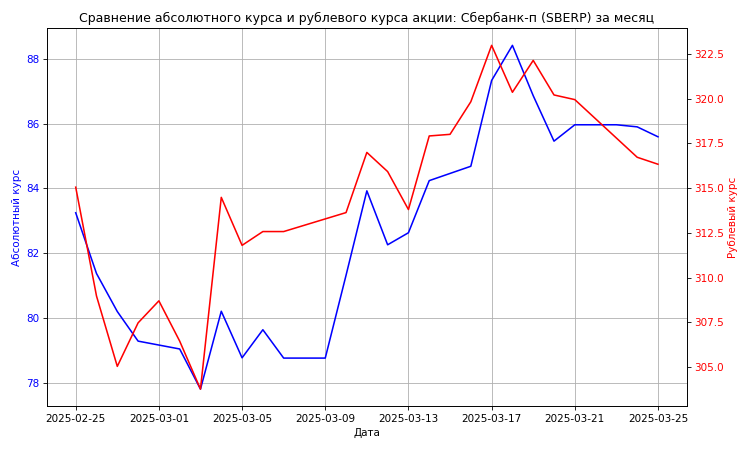 Сравнение абсолютного курса и рублевого курса акции: Сбербанк-п (SBERP) за месяц
88
86
84
82
80
78
Абсолютный курс
322.5
320.0
317.5
315.0
312.5
310.0
307.5
305.0
Рублевый курс
2025-02-25 2025-03-01 2025-03-05 2025-03-09 2025-03-13 2025-03-17 2025-03-21 2025-03-25
Дата